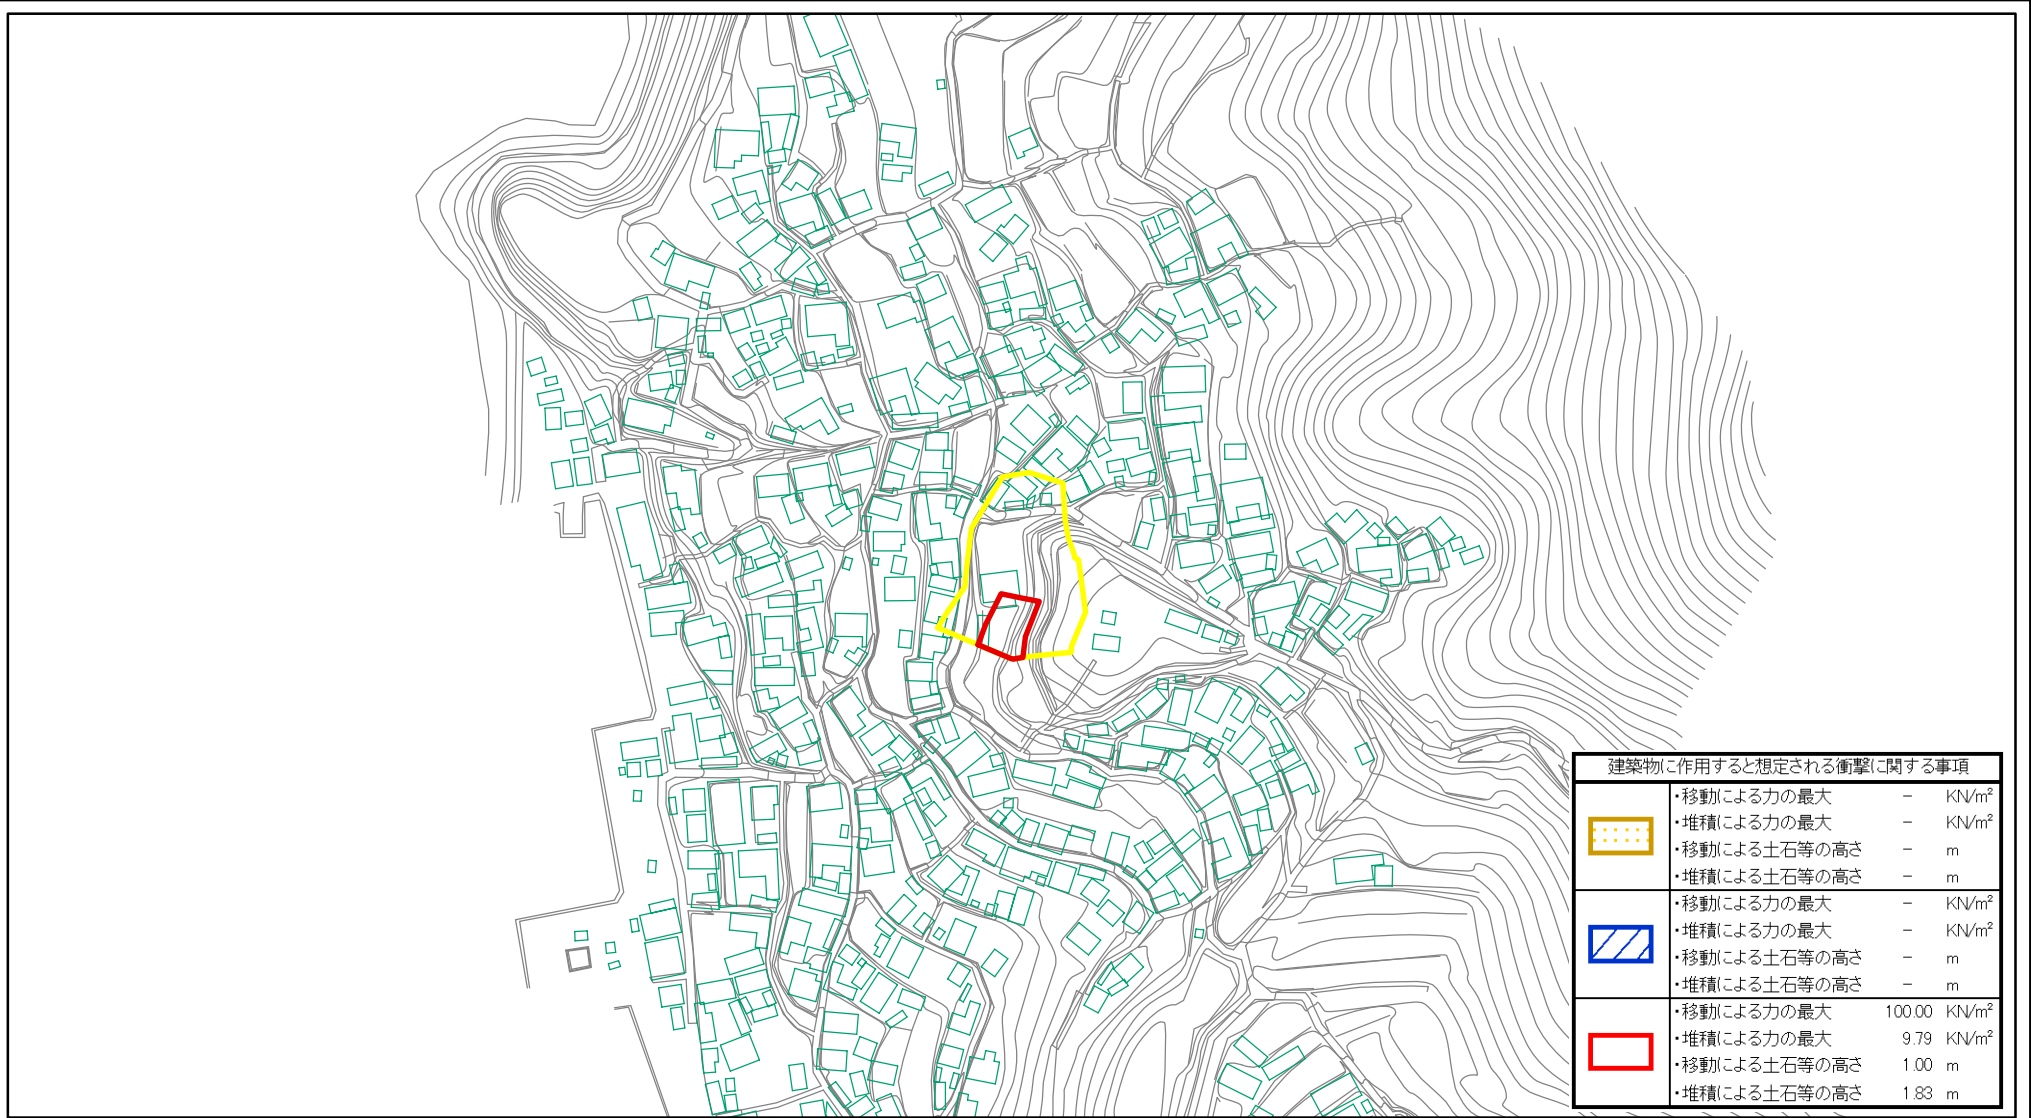 建築物に作用すると想定される衝撃に関する事項
・移動による力の最大 - KN/m²
・堆積による力の最大 - KN/m²
・移動による土石等の高さ - m
・堆積による土石等の高さ - m
・移動による力の最大 - KN/m²
・堆積による力の最大 - KN/m²
・移動による土石等の高さ - m
・堆積による土石等の高さ - m
・移動による力の最大 100.00 KN/m²
・堆積による力の最大 9.79 KN/m²
・移動による土石等の高さ 1.00 m
・堆積による土石等の高さ 1.83 m